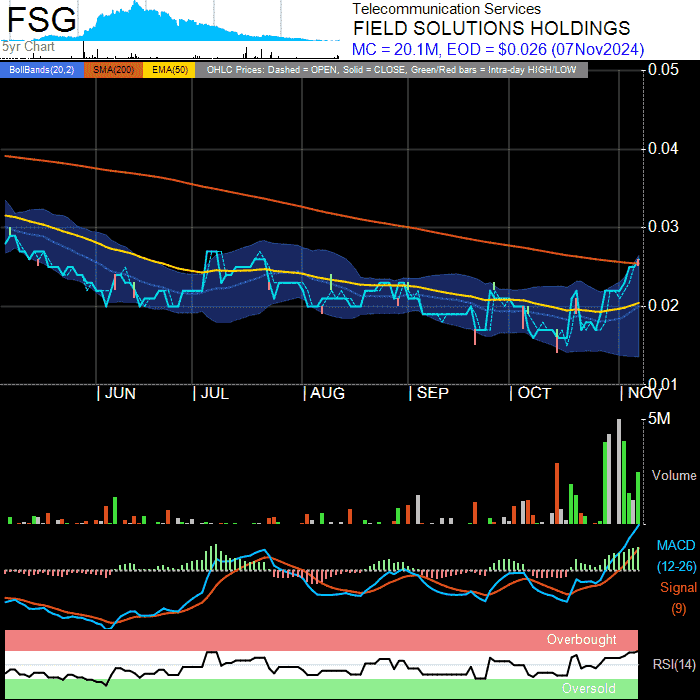 FSG
5yr Chart
Telecommunication Services
FIELD SOLUTIONS HOLDINGS
MC = 20.1M, EOD = $0.026 (07Nov2024)
BollBands(20,2) SMA(200) EMA(50) OHLC Prices: Dashed = OPEN, Solid = CLOSE, Green/Red bars = Intra-day HIGH/LOW
0.05
0.04
0.03
0.02
0.01
JUN JUL AUG SEP OCT NOV
5M
Volume
MACD
(12-26)
Signal
(9)
Overbought
RSI(14)
Oversold